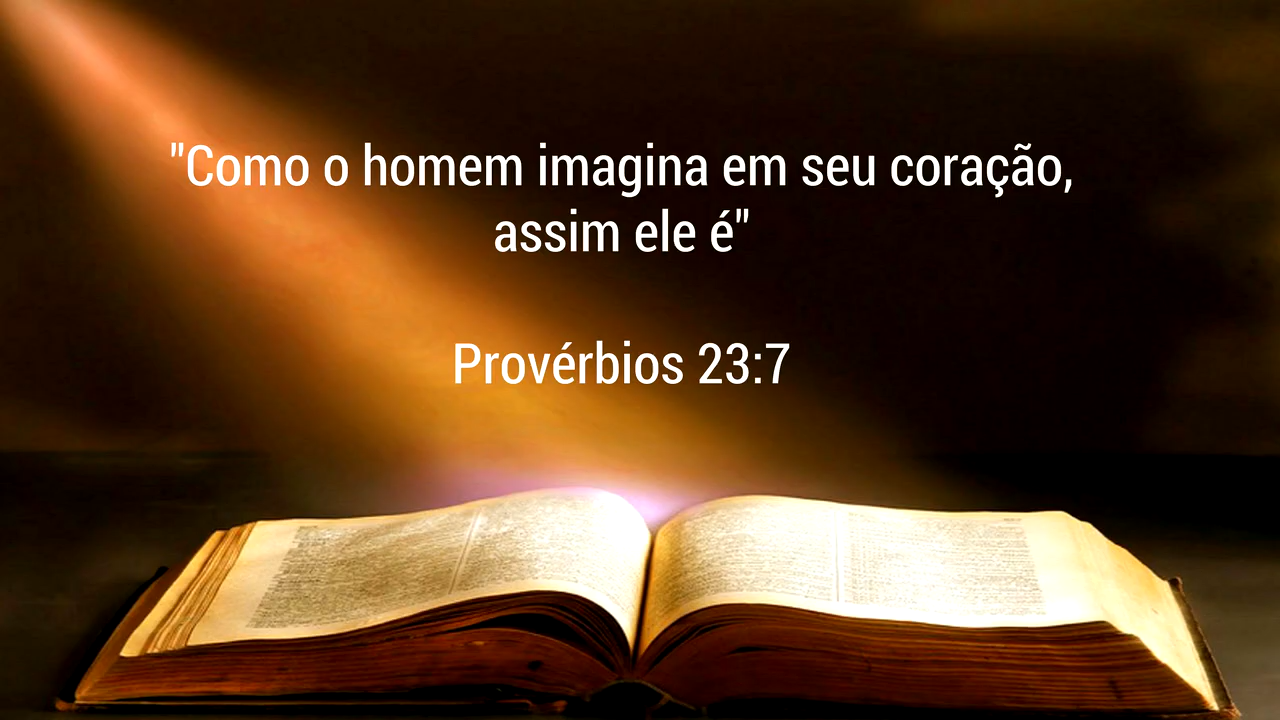 "Como o homem imagina em seu coração,
assim ele é"
Provérbios 23:7